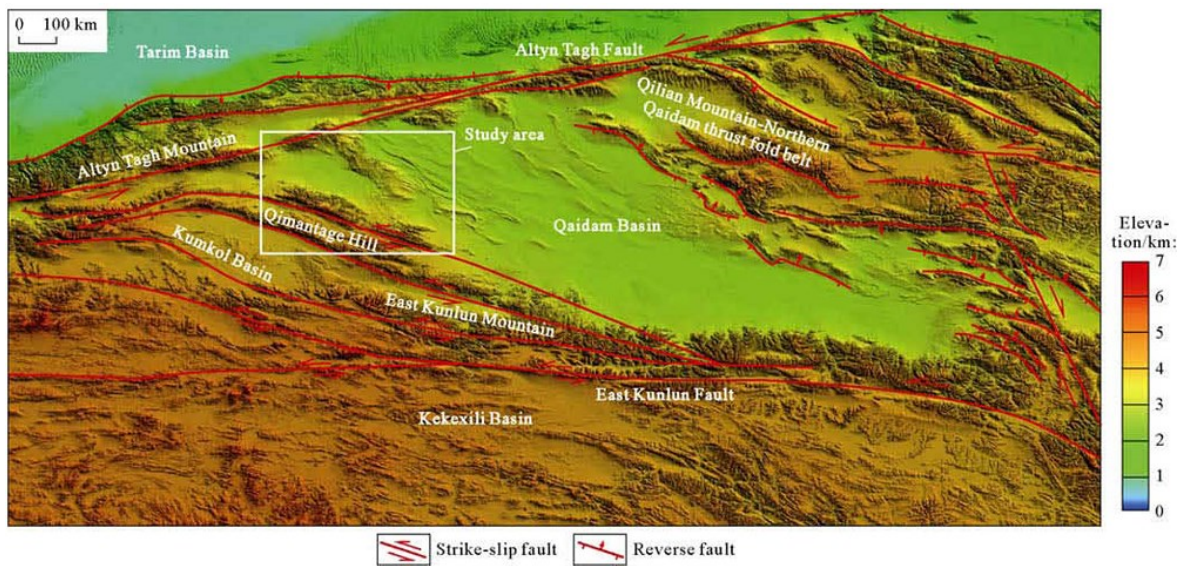 0 100 km
Tarim Basin
Altyn Tagh Fault
Study area
Qilian Mountain-Northern
Qaidam thrust fold belt
Altyn Tagh Mountain
Qaidam Basin
Qimantage Hill
Kumkol Basin
East Kunlun Mountain
East Kunlun Fault
Kekexili Basin
Eleva-
tion/km:
7
6
5
4
3
2
1
0
Strike-slip fault
Reverse fault